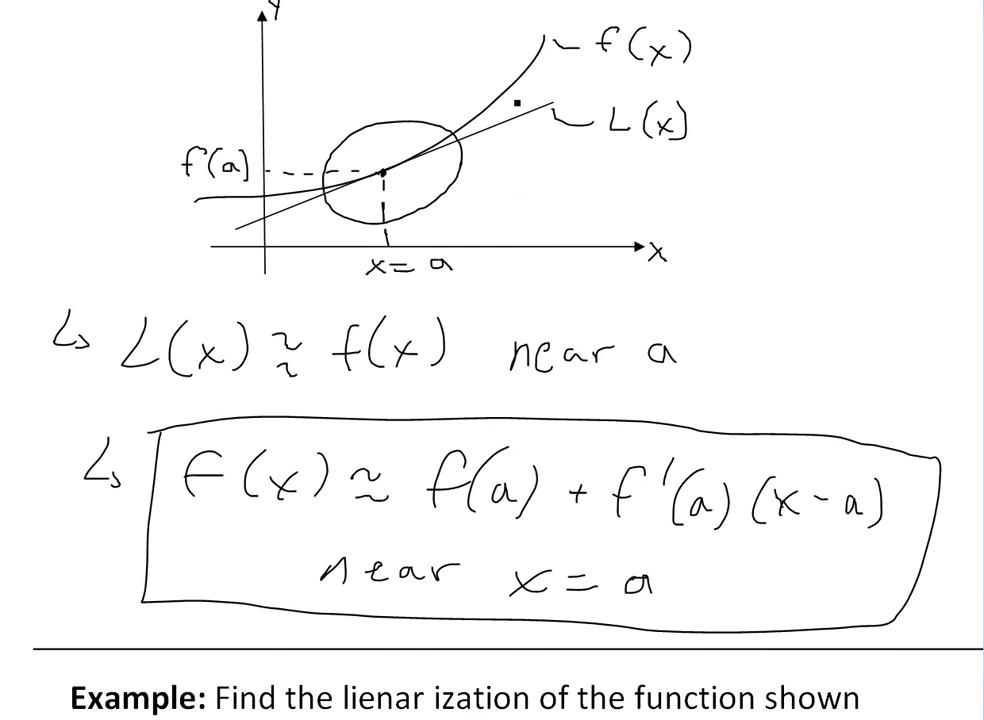 Y
f(x)
L(x)
f(a)
x
x = a
↳ L(x) ≈ f(x) near a
↳ f(x) ≈ f(a) + f'(a) (x - a)
near x = a
Example: Find the lienar ization of the function shown